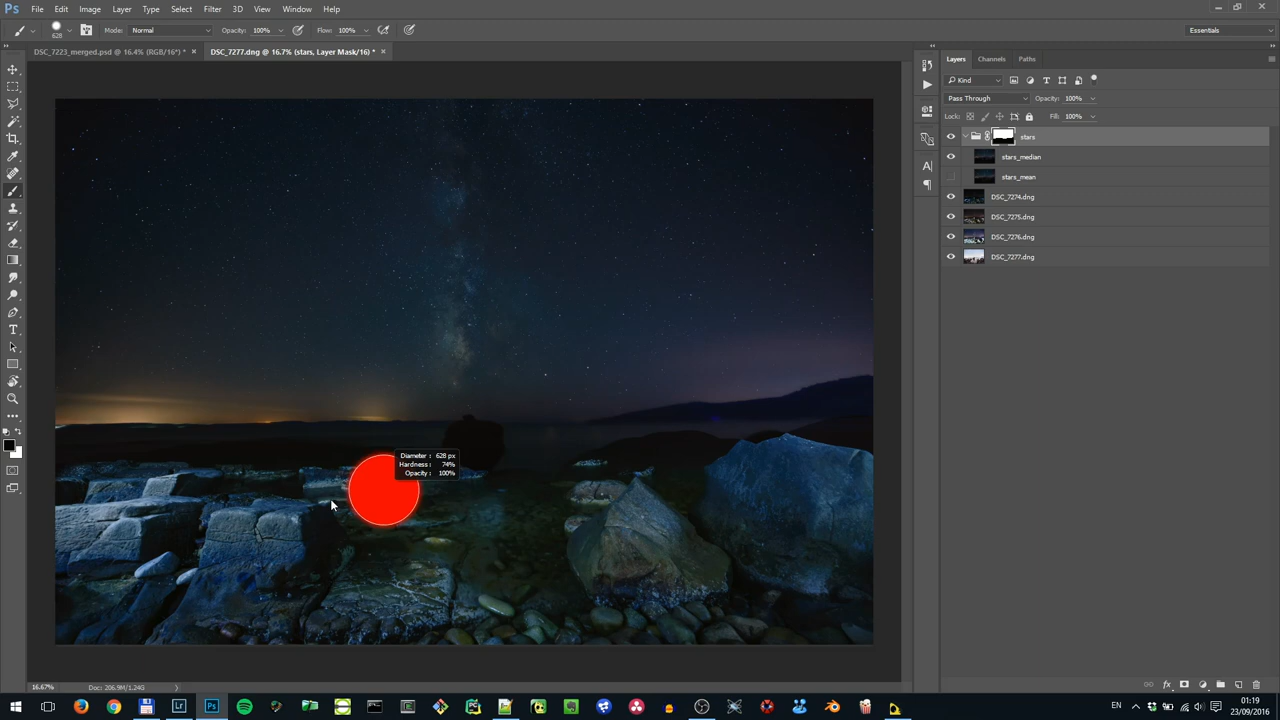 Ps File Edit Image Layer Type Select Filter 3D View Window Help
628 Mode: Normal Opacity: 100% Flow: 100% Essentials
DSC_7223_merged.psd @ 16.4% (RGB/16*) * × DSC_7277.dng @ 16.7% (stars, Layer Mask/16) * ×
Layers Channels Paths
Kind
Pass Through Opacity: 100%
Lock: Fill: 100%
stars
stars_median
stars_mean
DSC_7274.dng
DSC_7275.dng
DSC_7276.dng
DSC_7277.dng
Diameter : 628 px
Hardness : 74%
Opacity : 100%
16.67% Doc: 206.9M/1.24G
EN 01:19
23/09/2016